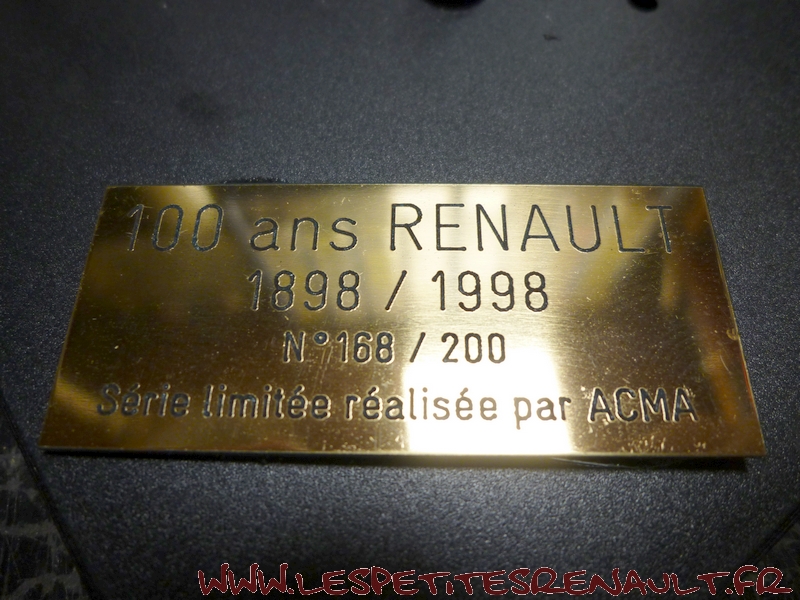 100 ans RENAULT
1898 / 1998
N°168 / 200
Série limitée réalisée par ACMA
WWW.LESPETITESRENAULT.FR